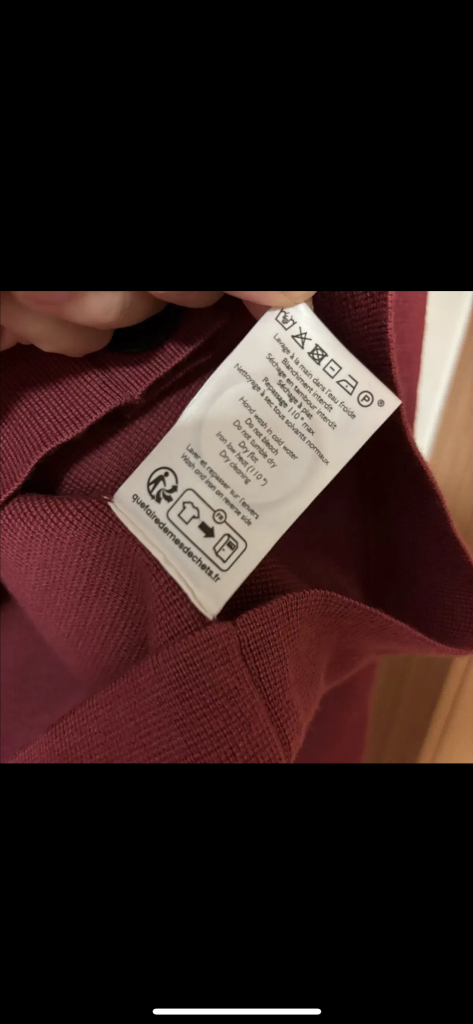 P
®
Lavage à la main dans l'eau froide
Blanchiment interdit
Séchage en tambour interdit
Séchage à plat
Repassage 110° max
Nettoyage à sec tous solvants normaux
Hand wash in cold water
Do not bleach
Do not tumble dry
Dry flat
Iron low heat (110°)
Dry cleaning
Laver et repasser sur l'envers
Wash and iron on reverse side
FR
quefairedemesdechets.fr